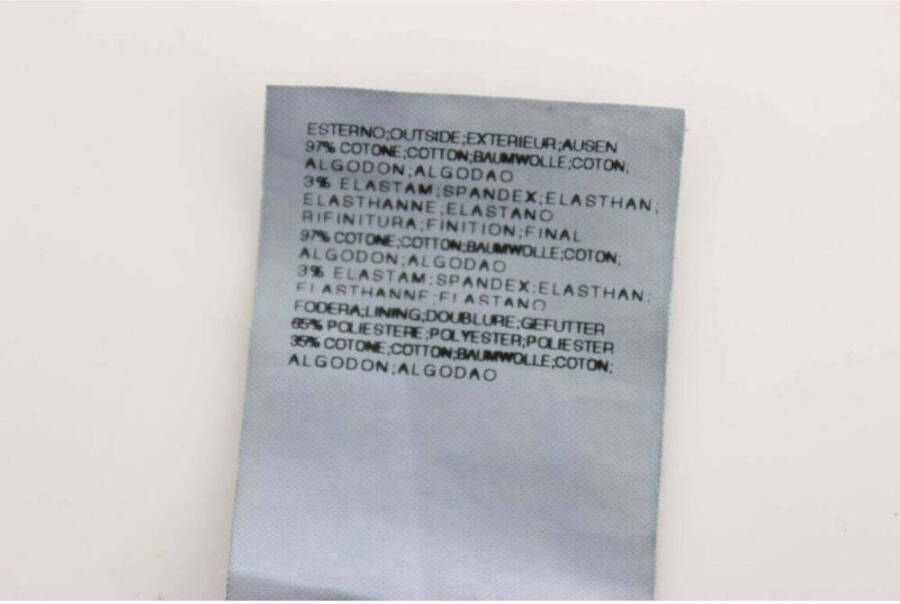 ESTERNO;OUTSIDE;EXTERIEUR;AUSEN
97% COTONE;COTTON;BAUMWOLLE;COTON;
ALGODON;ALGODAO
3% ELASTAM;SPANDEX;ELASTHAN;
ELASTHANNE;ELASTANO
RIFINITURA;FINITION;FINAL
97% COTONE;COTTON;BAUMWOLLE;COTON;
ALGODON;ALGODAO
3% ELASTAM;SPANDEX;ELASTHAN;
ELASTHANNE;ELASTANO
FODERA;LINING;DOUBLURE;GEFUTTER
65% POLIESTERE;POLYESTER;POLIESTER
35% COTONE;COTTON;BAUMWOLLE;COTON;
ALGODON;ALGODAO